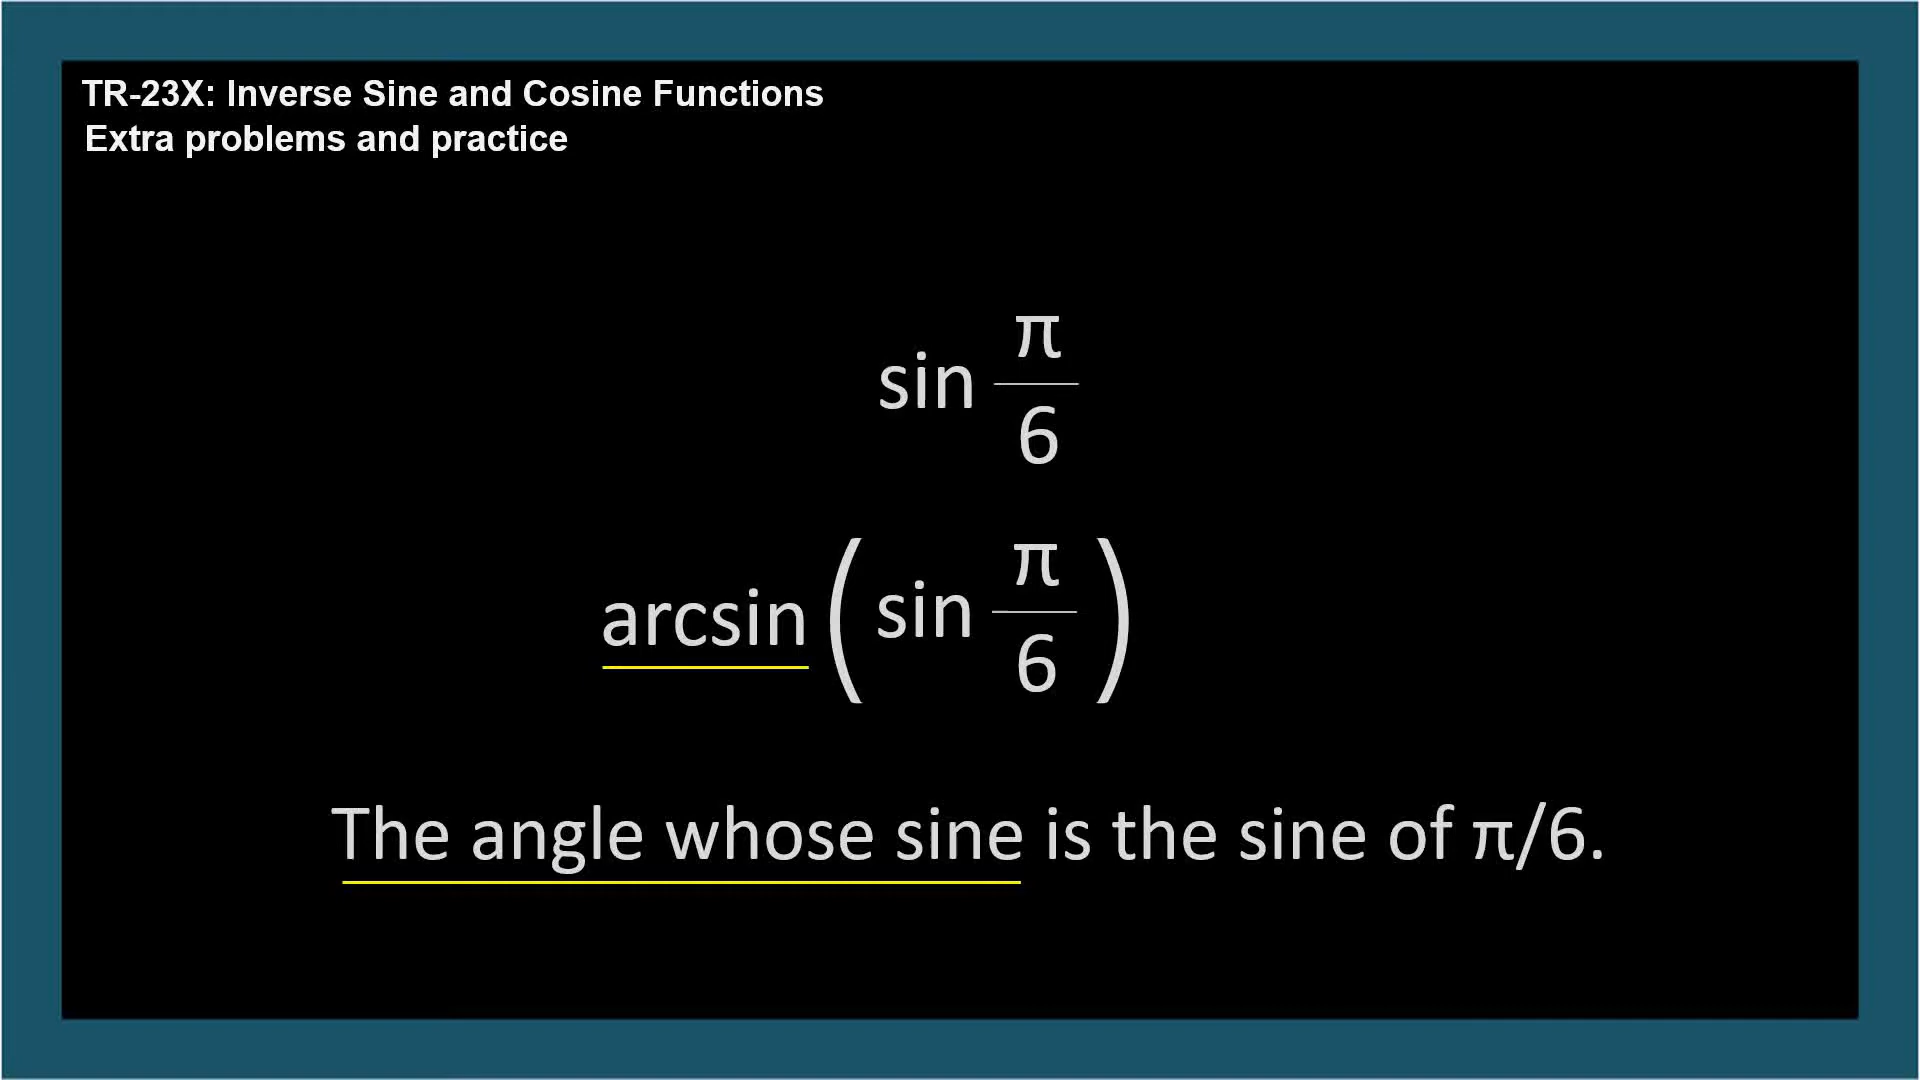 TR-23X: Inverse Sine and Cosine Functions
Extra problems and practice
sin π/6
arcsin (sin π/6)
The angle whose sine is the sine of π/6.